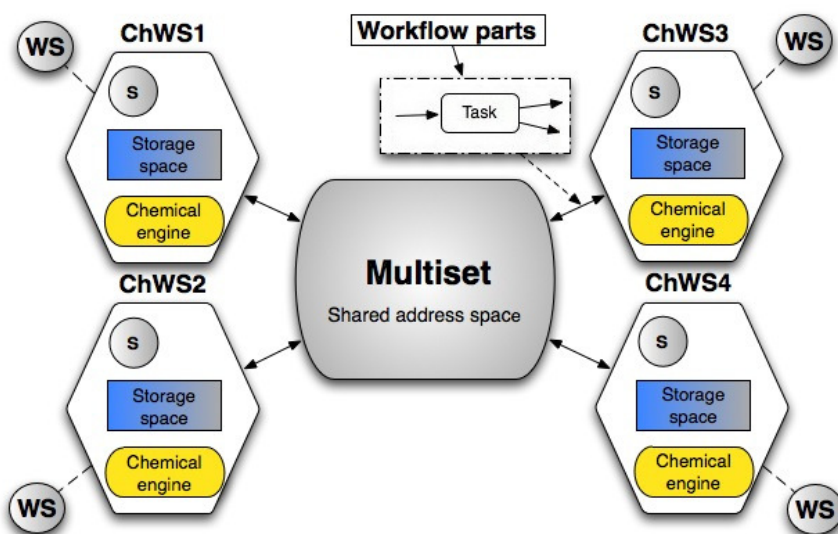 WS
ChWS1
Workflow parts
ChWS3
WS
s
Storage
space
Chemical
engine
Task
s
Storage
space
Chemical
engine
Multiset
Shared address space
ChWS2
ChWS4
s
Storage
space
Chemical
engine
WS
s
Storage
space
Chemical
engine
WS